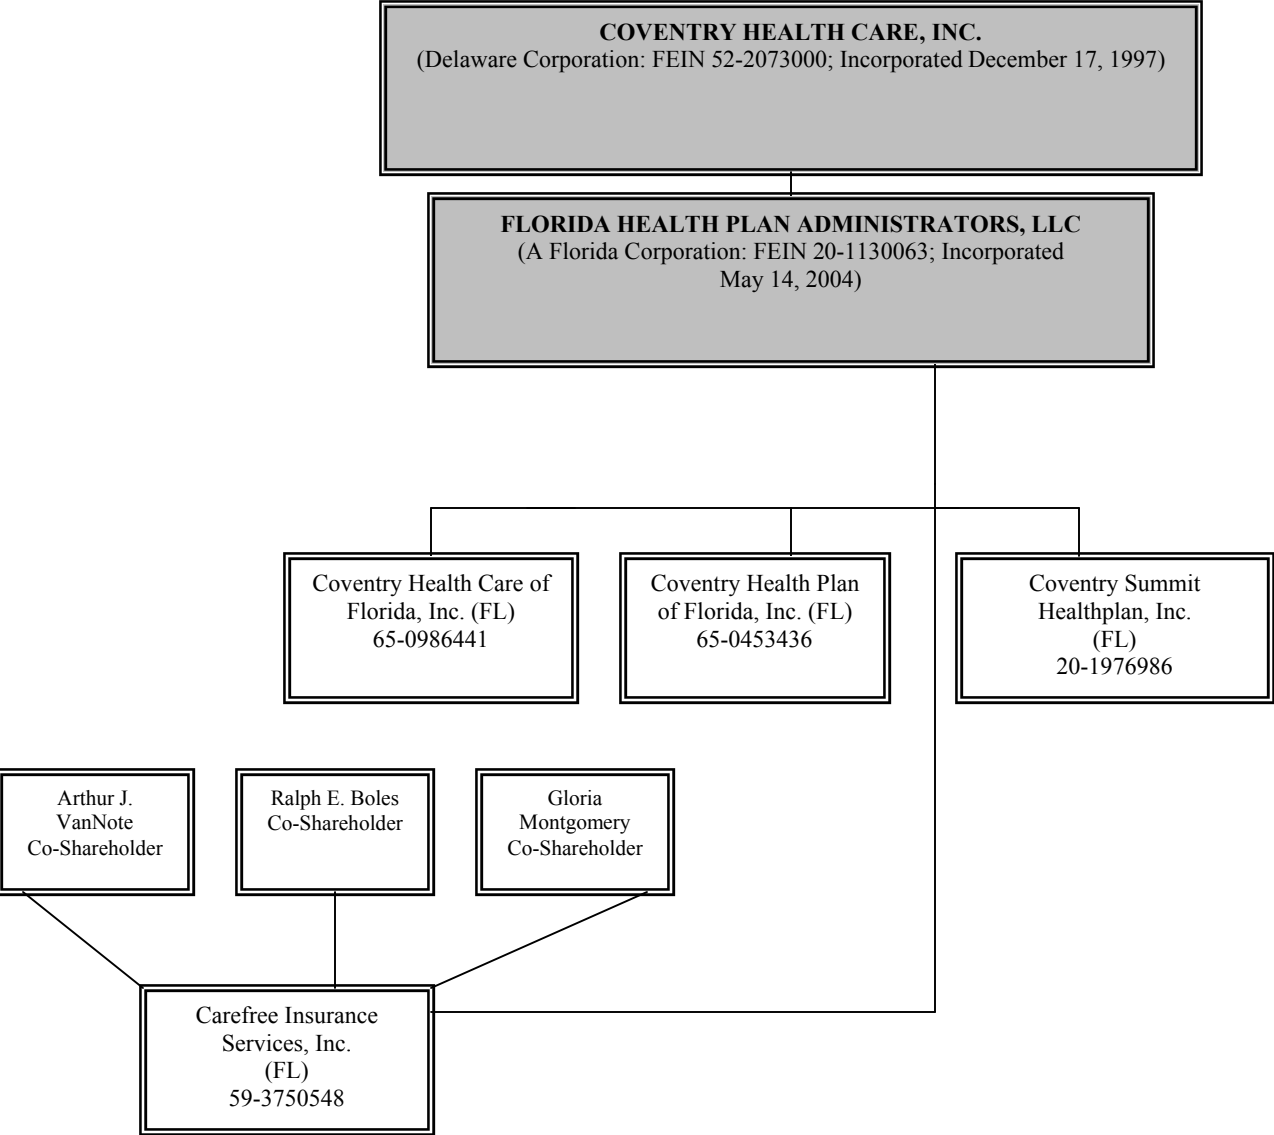 COVENTRY HEALTH CARE, INC.
(Delaware Corporation: FEIN 52-2073000; Incorporated December 17, 1997)
FLORIDA HEALTH PLAN ADMINISTRATORS, LLC
(A Florida Corporation: FEIN 20-1130063; Incorporated
May 14, 2004)
Coventry Health Care of
Florida, Inc. (FL)
65-0986441
Coventry Health Plan
of Florida, Inc. (FL)
65-0453436
Coventry Summit
Healthplan, Inc.
(FL)
20-1976986
Arthur J.
VanNote
Co-Shareholder
Ralph E. Boles
Co-Shareholder
Gloria
Montgomery
Co-Shareholder
Carefree Insurance
Services, Inc.
(FL)
59-3750548